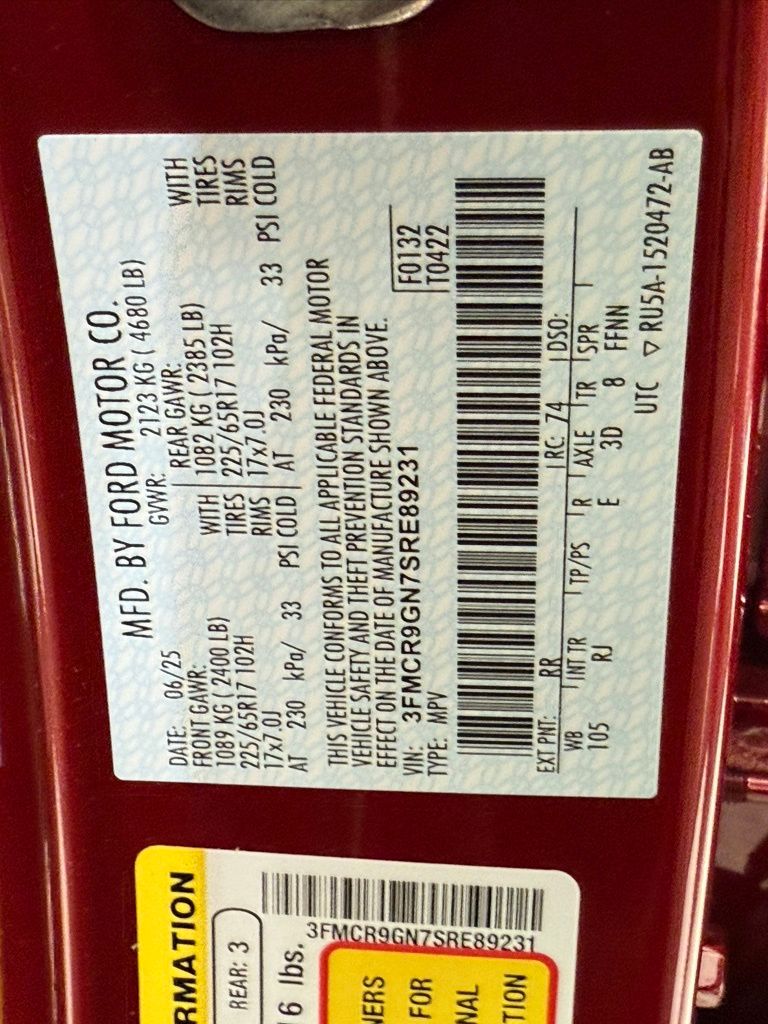 MFD. BY FORD MOTOR CO.
DATE: 06/25 GVWR: 2123 KG ( 4680 LB)
FRONT GAWR: REAR GAWR:
1089 KG ( 2400 LB) WITH 1082 KG ( 2385 LB) WITH
225/65R17 102H TIRES 225/65R17 102H TIRES
17x7.0J RIMS 17x7.0J RIMS
AT 230 kPa/ 33 PSI COLD AT 230 kPa/ 33 PSI COLD
THIS VEHICLE CONFORMS TO ALL APPLICABLE FEDERAL MOTOR
VEHICLE SAFETY AND THEFT PREVENTION STANDARDS IN
EFFECT ON THE DATE OF MANUFACTURE SHOWN ABOVE.
VIN: 3FMCR9GN7SRE89231 F0132
TYPE: MPV T0422
EXT PNT: RR RC: 74 DSO:
WB INT TR TP/PS R AXLE TR SPR
105 RJ E 3D 8 FFNN
UTC ▽ RU5A-1520472-AB
RMATION
REAR: 3
6 lbs.
3FMCR9GN7SRE89231
NERS
FOR
NAL
TION